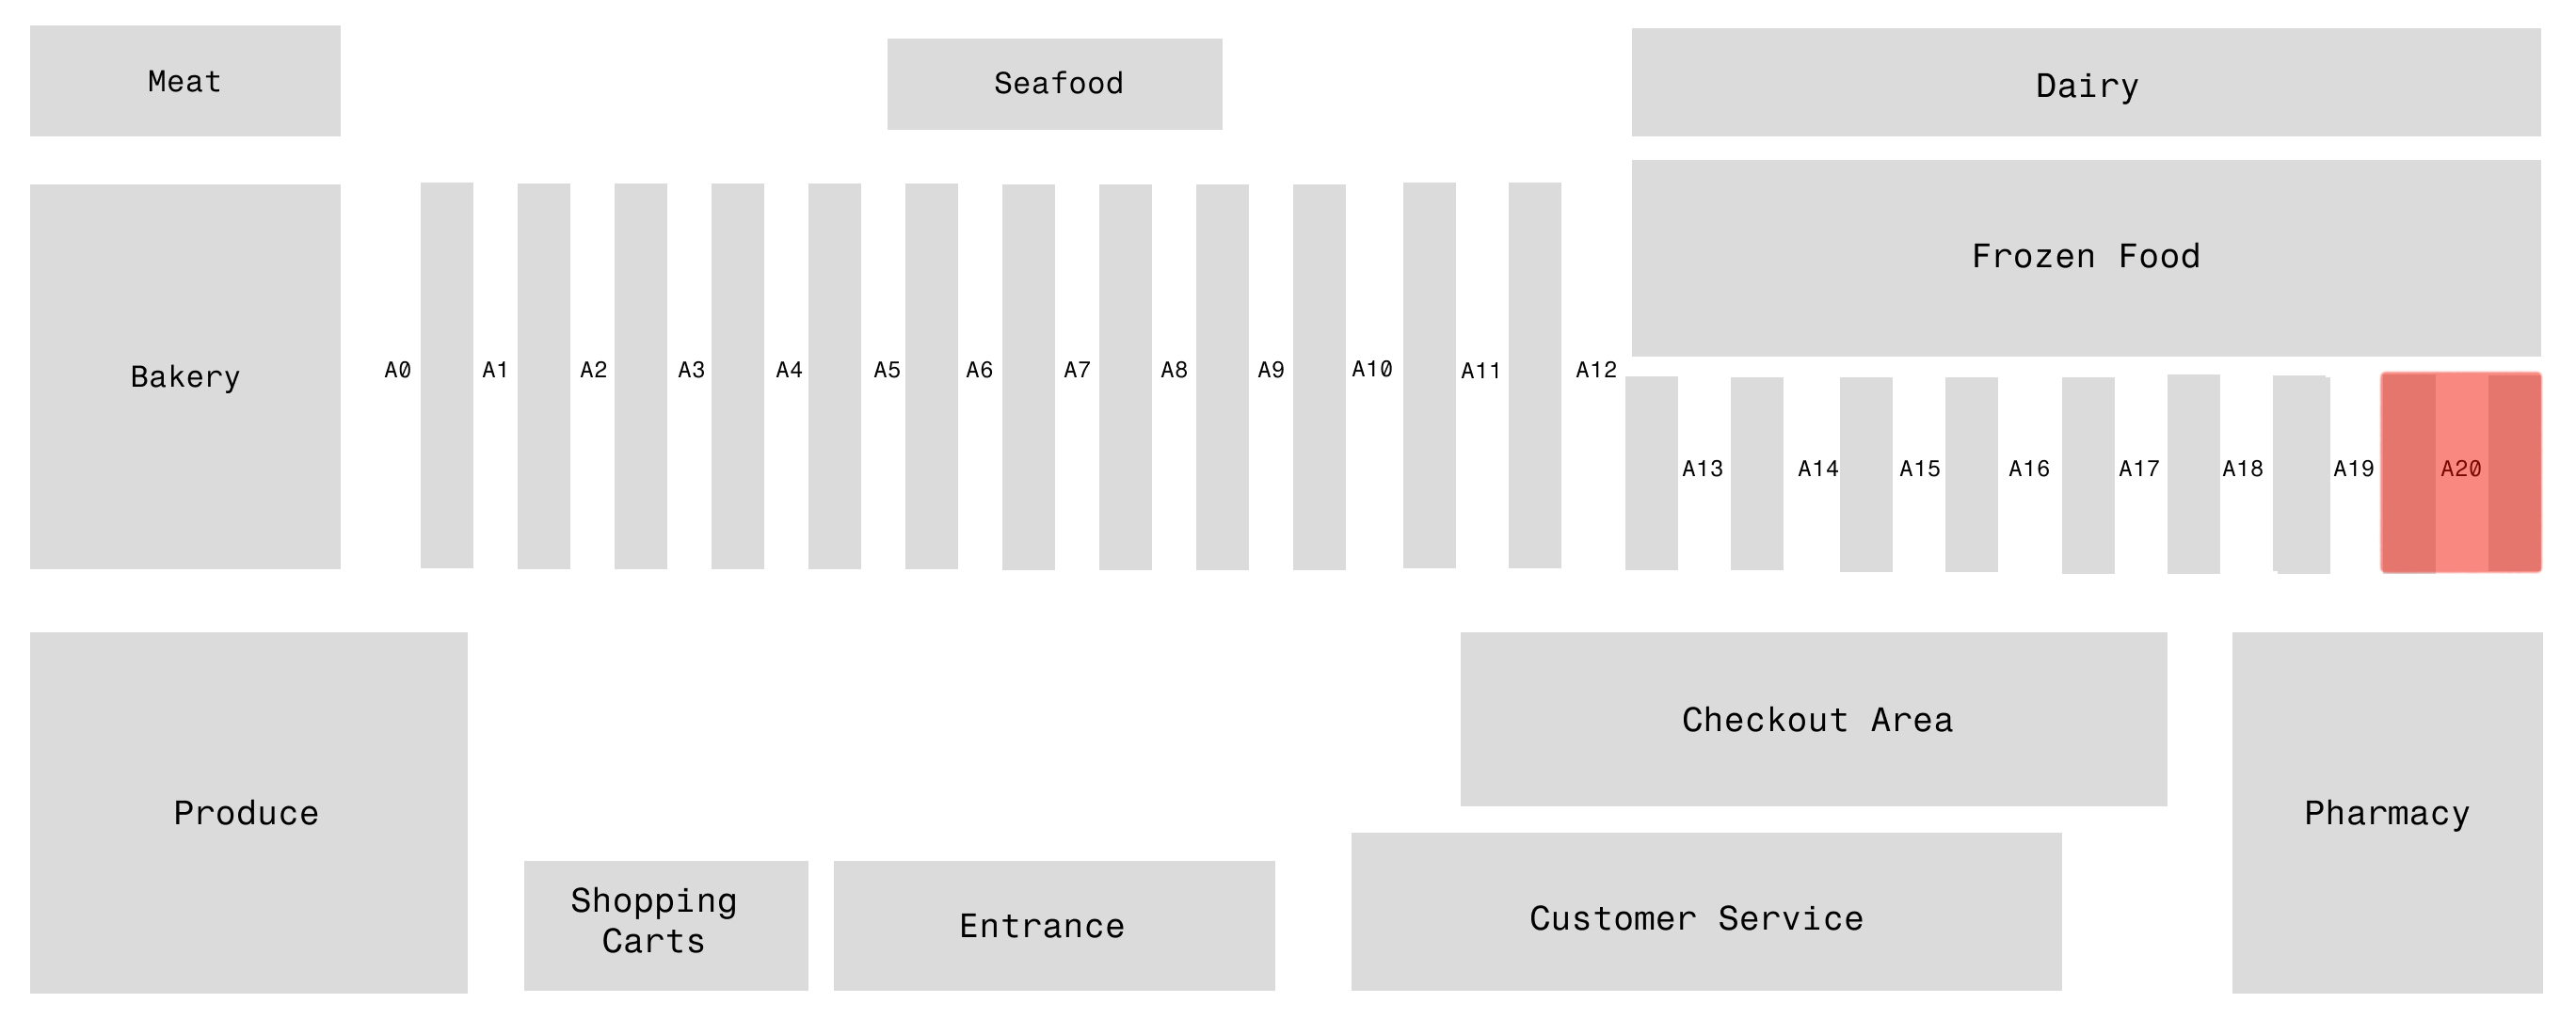 Meat
Seafood
Dairy
Frozen Food
Bakery
A0
A1
A2
A3
A4
A5
A6
A7
A8
A9
A10
A11
A12
A13
A14
A15
A16
A17
A18
A19
A20
Produce
Checkout Area
Pharmacy
Shopping
Carts
Entrance
Customer Service